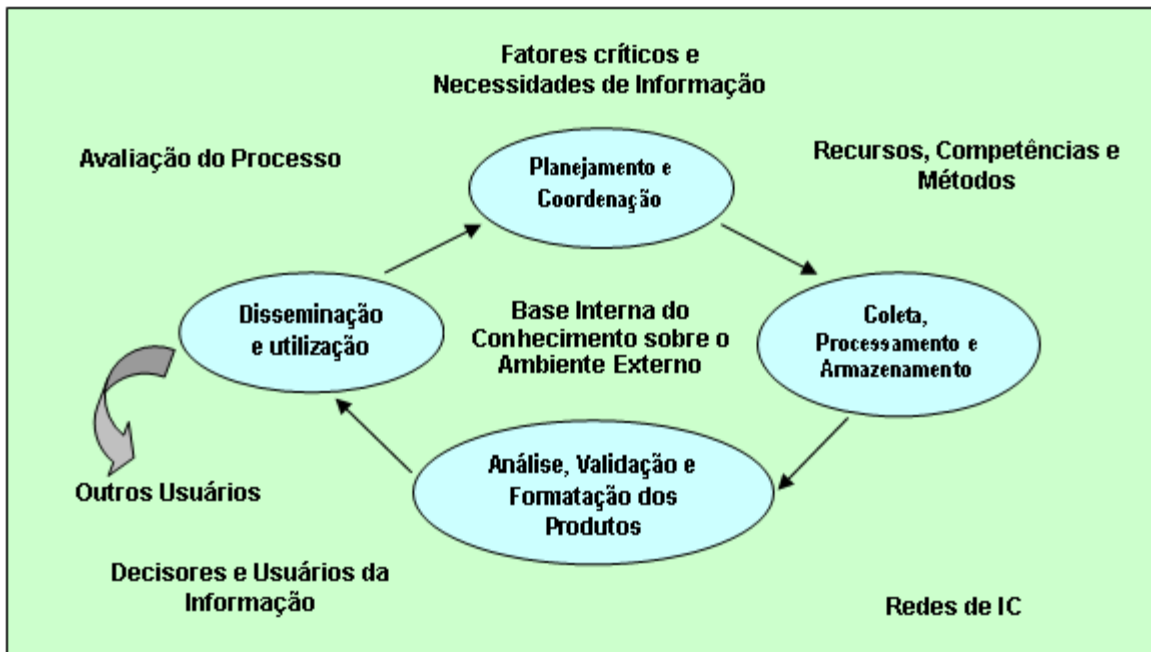 Fatores críticos e
Necessidades de Informação
Avaliação do Processo
Recursos, Competências e
Métodos
Planejamento e
Coordenação
Disseminação
e utilização
Base Interna do
Conhecimento sobre o
Ambiente Externo
Coleta,
Processamento e
Armazenamento
Análise, Validação e
Formatação dos
Produtos
Outros Usuários
Decisores e Usuários da
Informação
Redes de IC